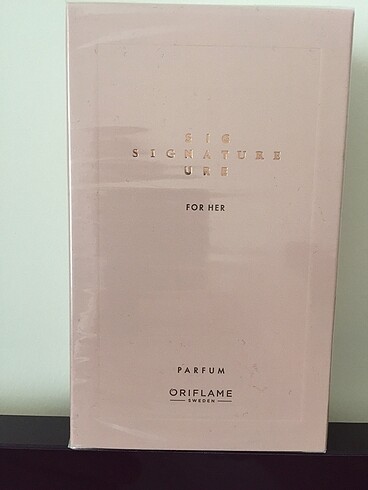 SIG
SIGNATURE
URE
FOR HER
PARFUM
ORIFLAME
SWEDEN